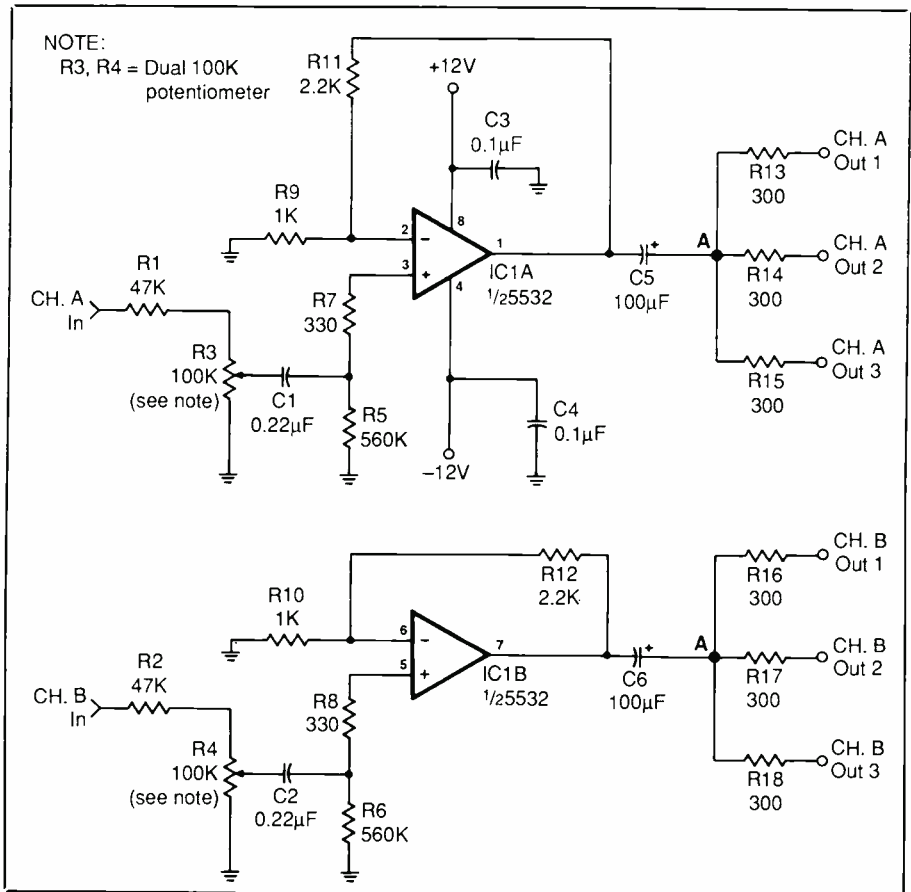 NOTE:
R3, R4 = Dual 100K
potentiometer
R11
2.2K
+12V
C3
0.1µF
R9
1K
2
−
8
3
+
4
1
IC1A
1/2 5532
C5
100µF
+
A
R13
300
CH. A
Out 1
R14
300
CH. A
Out 2
R15
300
CH. A
Out 3
CH. A
In
R1
47K
R3
100K
(see note)
C1
0.22µF
R7
330
R5
560K
C4
0.1µF
−12V
R12
2.2K
R10
1K
6
−
5
+
7
IC1B
1/2 5532
C6
100µF
+
A
R16
300
CH. B
Out 1
R17
300
CH. B
Out 2
R18
300
CH. B
Out 3
CH. B
In
R2
47K
R4
100K
(see note)
C2
0.22µF
R8
330
R6
560K